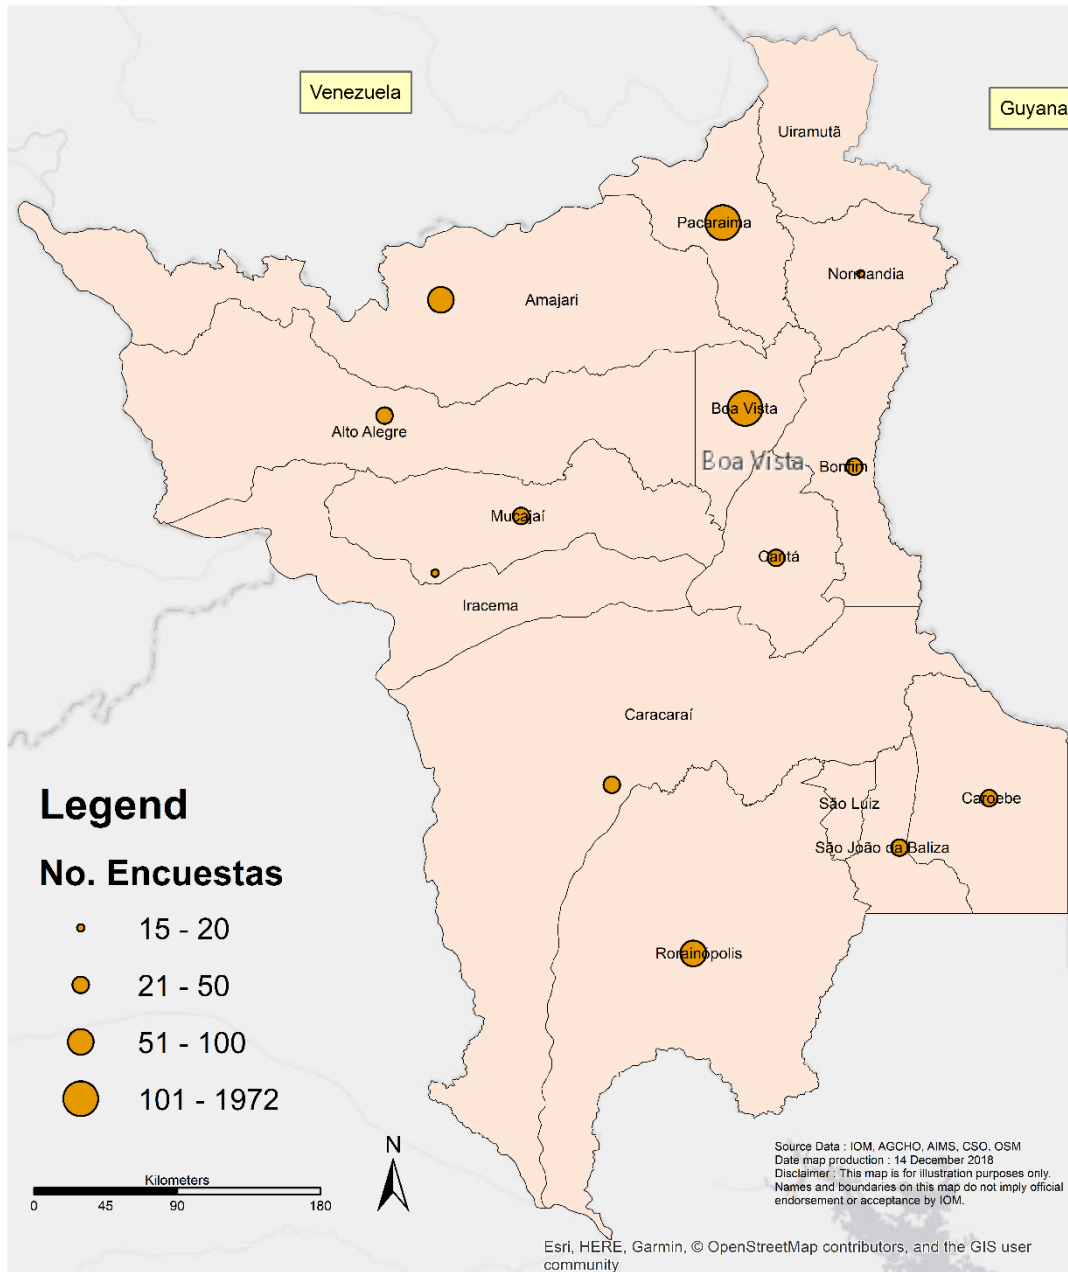 Venezuela
Guyana
Uiramutã
Pacaraima
Normandia
Amajari
Boa Vista
Alto Alegre
Boa Vista
Bonfim
Mucajaí
Cantá
Iracema
Caracaraí
São Luiz
Caroebe
São João da Baliza
Rorainópolis
Legend
No. Encuestas
15 - 20
21 - 50
51 - 100
101 - 1972
N
Kilometers
0 45 90 180
Source Data : IOM, AGCHO, AIMS, CSO, OSM
Date map production : 14 December 2018
Disclaimer : This map is for illustration purposes only.
Names and boundaries on this map do not imply official
endorsement or acceptance by IOM.
Esri, HERE, Garmin, © OpenStreetMap contributors, and the GIS user
community